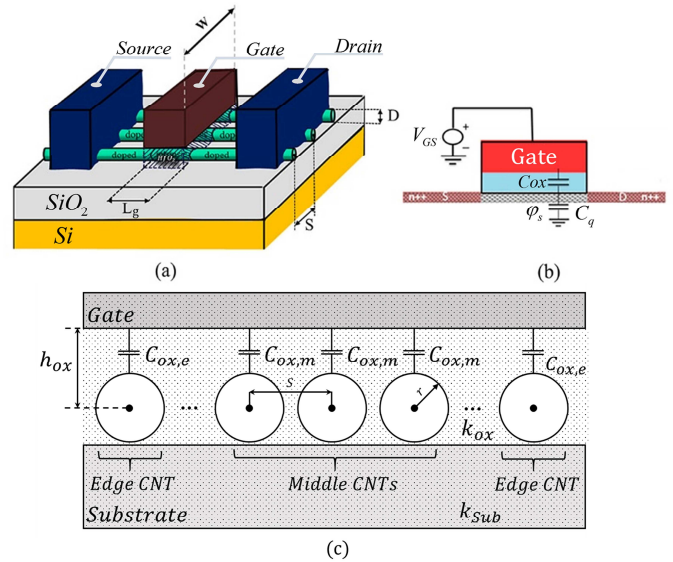 Source
W
Gate
Drain
D
doped
doped
doped
doped
SiO2
Lg
S
Si
(a)
VGS
+
−
Gate
Cox
n++
S
D
n++
φs
Cq
(b)
Gate
hox
Cox,e
Cox,m
Cox,m
Cox,m
Cox,e
S
r
...
...
kox
Edge CNT
Middle CNTs
Edge CNT
Substrate
kSub
(c)